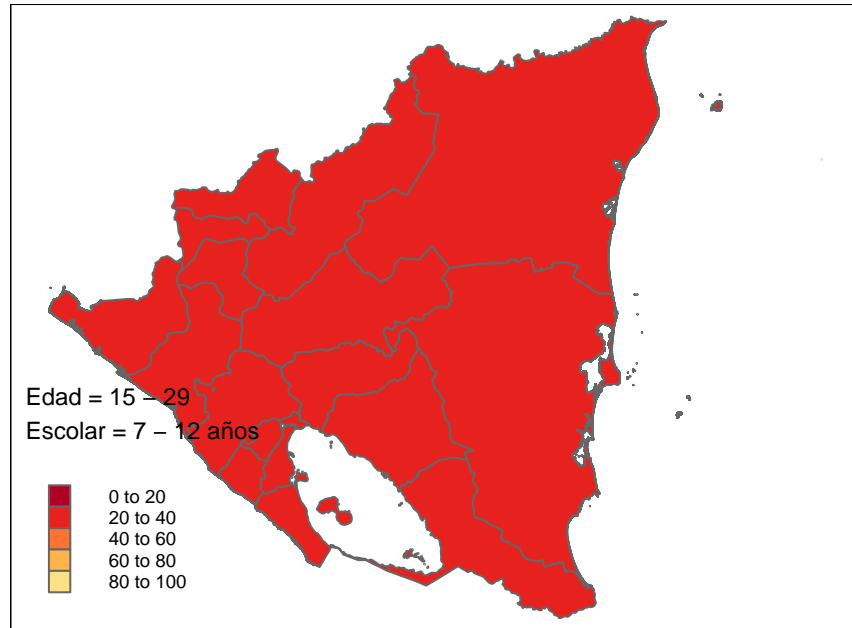 Edad = 15 – 29
Escolar = 7 – 12 años
0 to 20
20 to 40
40 to 60
60 to 80
80 to 100